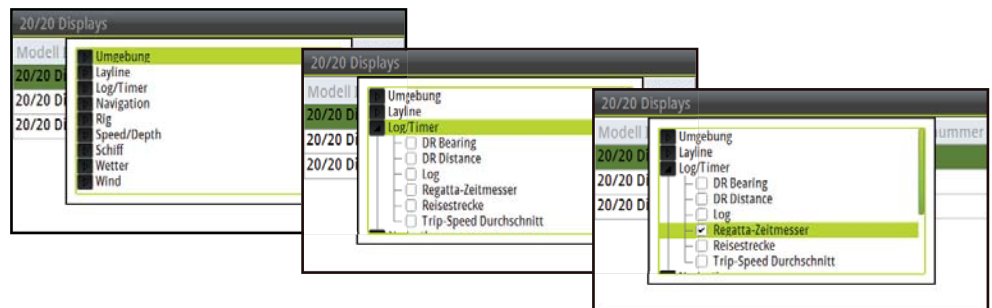 20/20 Displays
Modell
20/20 Di
20/20 Di
20/20 Di
Umgebung
Layline
Log/Timer
Navigation
Rig
Speed/Depth
Schiff
Wetter
Wind
20/20 Displays
Modell
20/20 Di
20/20 Di
20/20 Di
Umgebung
Layline
Log/Timer
DR Bearing
DR Distance
Log
Regatta-Zeitmesser
Reisestrecke
Trip-Speed Durchschnitt
20/20 Displays
Modell
nummer
20/20 Di
20/20 Di
20/20 Di
Umgebung
Layline
Log/Timer
DR Bearing
DR Distance
Log
Regatta-Zeitmesser
Reisestrecke
Trip-Speed Durchschnitt